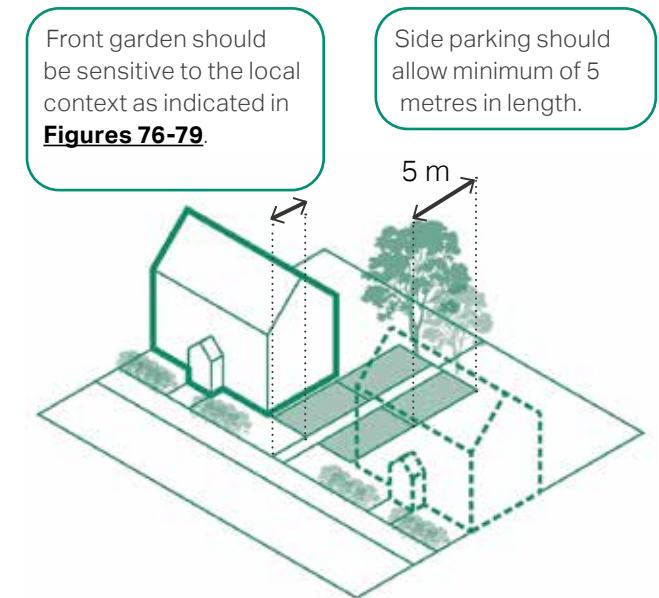 Front garden should
be sensitive to the local
context as indicated in
Figures 76-79.
Side parking should
allow minimum of 5
metres in length.
5 m